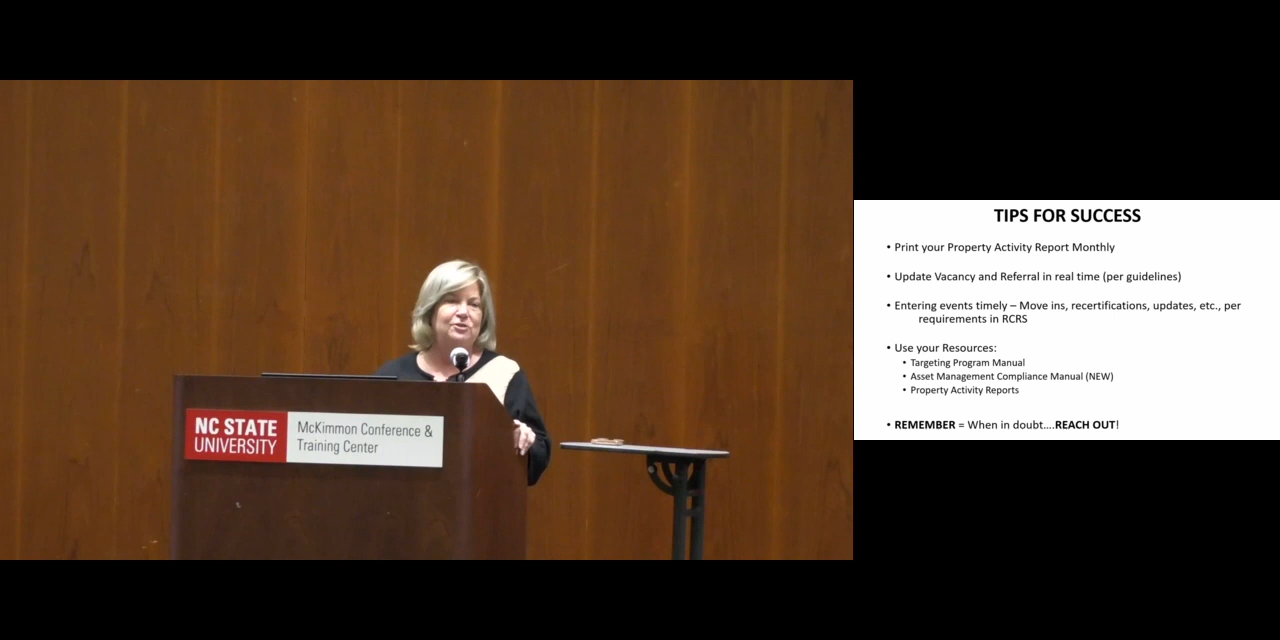 NC STATE
UNIVERSITY
McKimmon Conference &
Training Center
TIPS FOR SUCCESS
• Print your Property Activity Report Monthly
• Update Vacancy and Referral in real time (per guidelines)
• Entering events timely – Move ins, recertifications, updates, etc., per
requirements in RCRS
• Use your Resources:
• Targeting Program Manual
• Asset Management Compliance Manual (NEW)
• Property Activity Reports
• REMEMBER = When in doubt....REACH OUT!